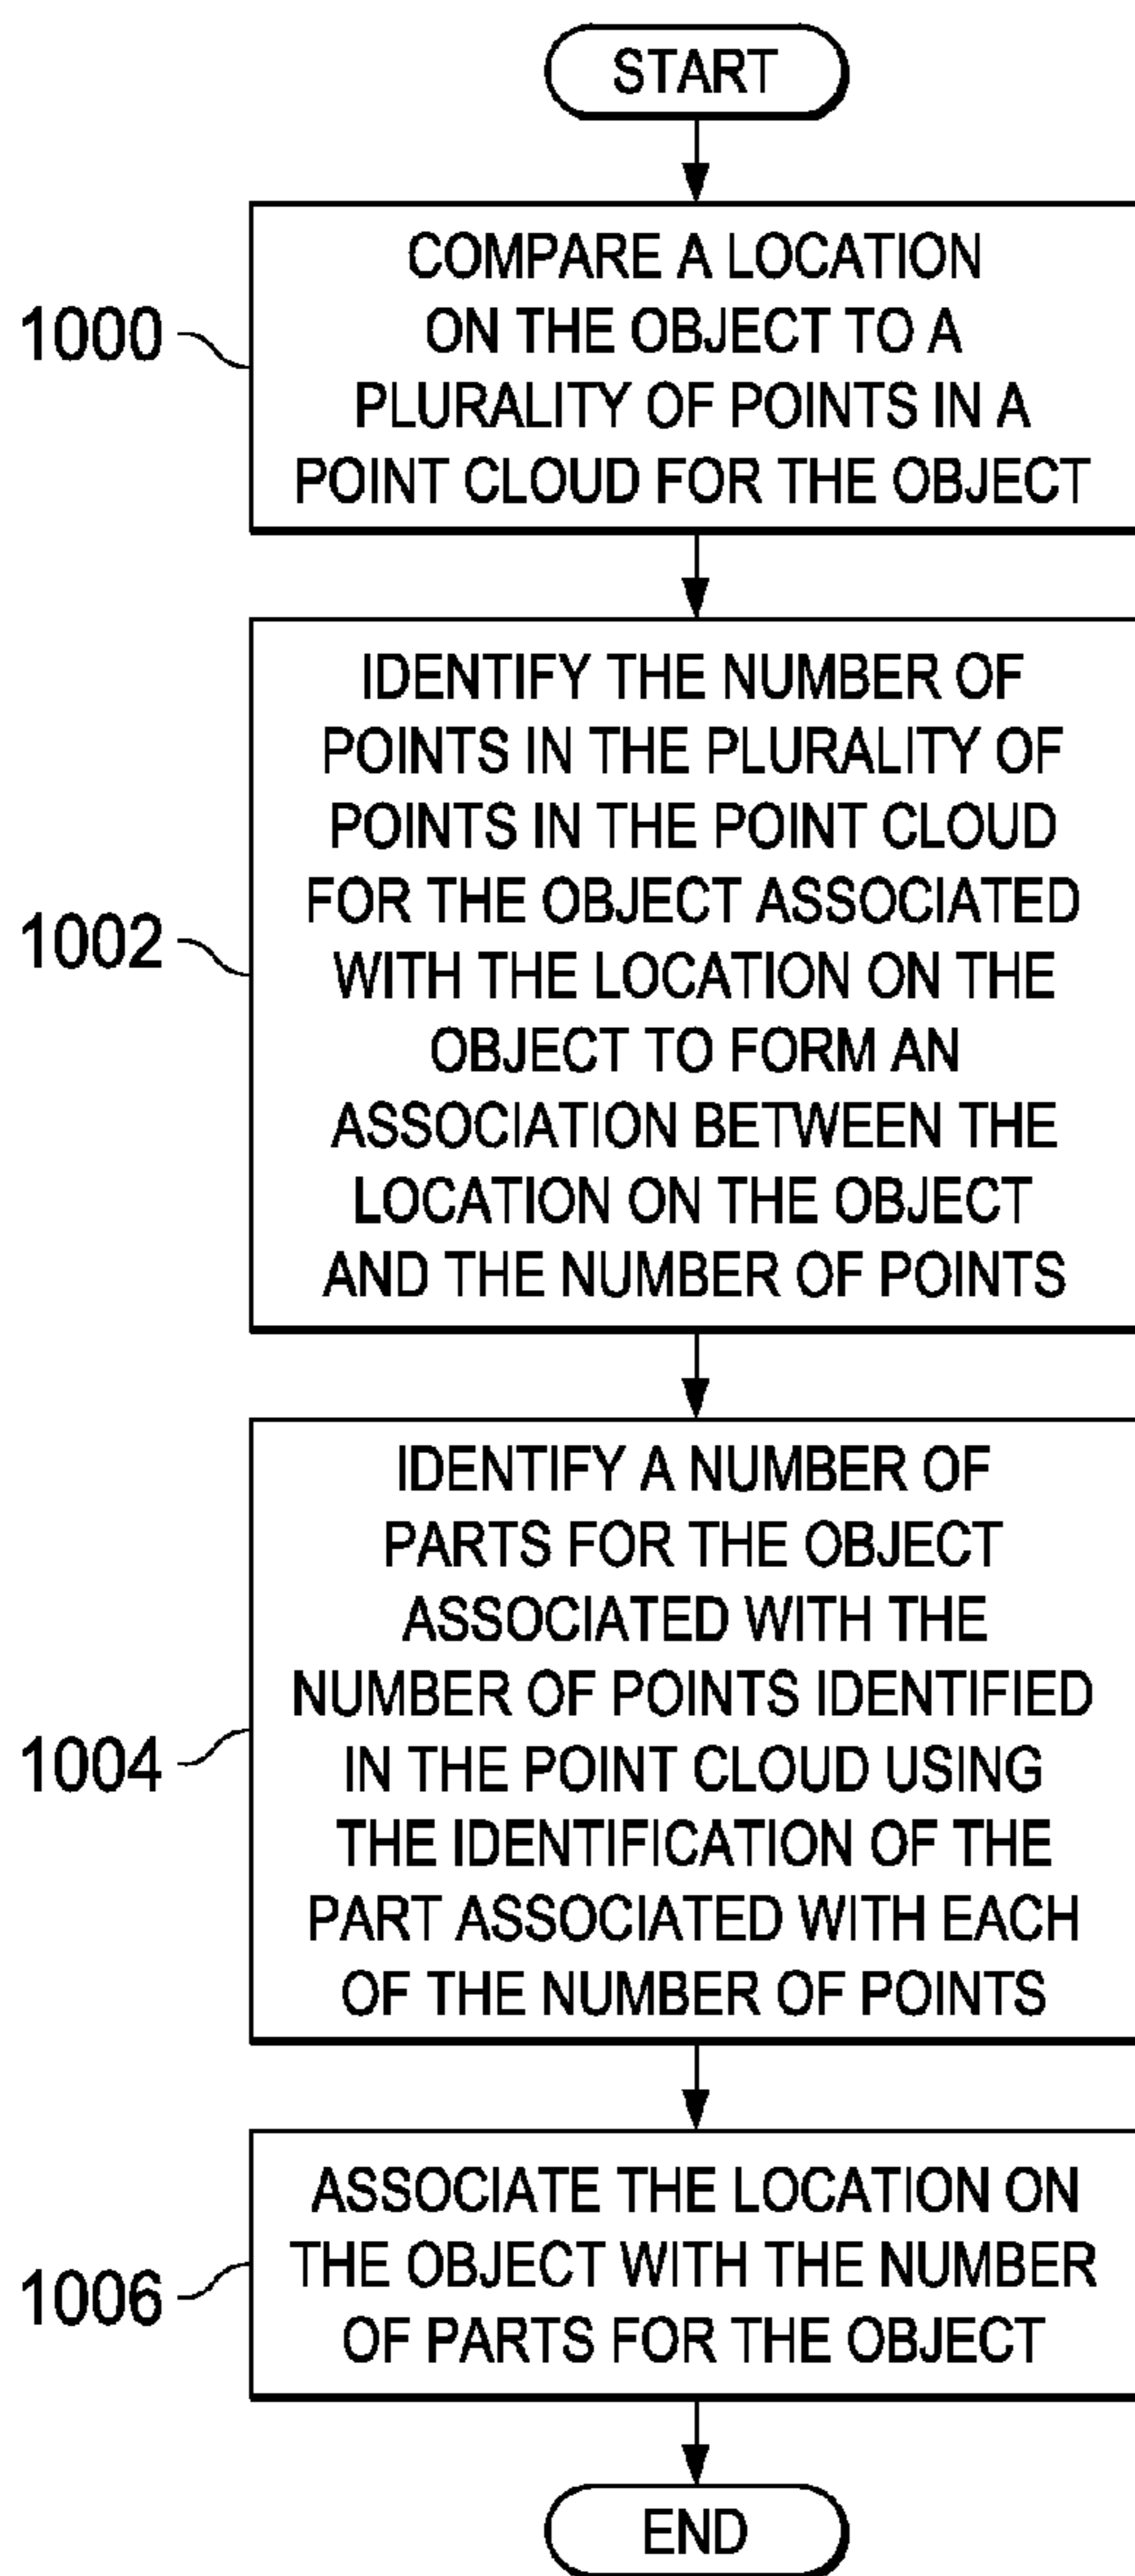 START
COMPARE A LOCATION
ON THE OBJECT TO A
PLURALITY OF POINTS IN A
POINT CLOUD FOR THE OBJECT
1000
IDENTIFY THE NUMBER OF
POINTS IN THE PLURALITY OF
POINTS IN THE POINT CLOUD
FOR THE OBJECT ASSOCIATED
WITH THE LOCATION ON THE
OBJECT TO FORM AN
ASSOCIATION BETWEEN THE
LOCATION ON THE OBJECT
AND THE NUMBER OF POINTS
1002
IDENTIFY A NUMBER OF
PARTS FOR THE OBJECT
ASSOCIATED WITH THE
NUMBER OF POINTS IDENTIFIED
IN THE POINT CLOUD USING
THE IDENTIFICATION OF THE
PART ASSOCIATED WITH EACH
OF THE NUMBER OF POINTS
1004
ASSOCIATE THE LOCATION ON
THE OBJECT WITH THE NUMBER
OF PARTS FOR THE OBJECT
1006
END